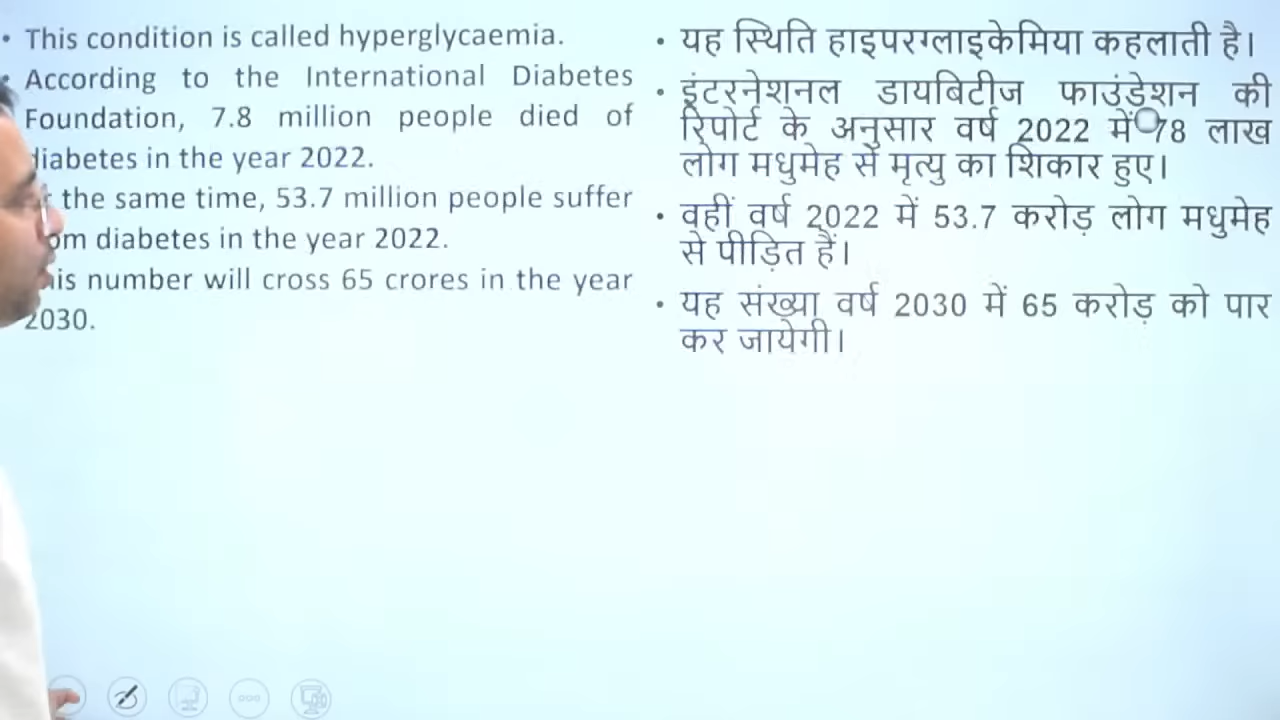 • This condition is called hyperglycaemia.
According to the International Diabetes
Foundation, 7.8 million people died of
diabetes in the year 2022.
the same time, 53.7 million people suffer
diabetes in the year 2022.
number will cross 65 crores in the year
2030.
• यह स्थिति हाइपरग्लाइकेमिया कहलाती है।
• इंटरनेशनल डायबिटीज फाउंड़ेशन की
रिपोर्ट के अनुसार वर्ष 2022 में 78 लाख
लोग मधुमेह से मृत्यु का शिकार हुए।
• वहीं वर्ष 2022 में 53.7 करोड़ लोग मधुमेह
से पीड़ित हैं।
• यह संख्या वर्ष 2030 में 65 करोड़ को पार
कर जायेगी।